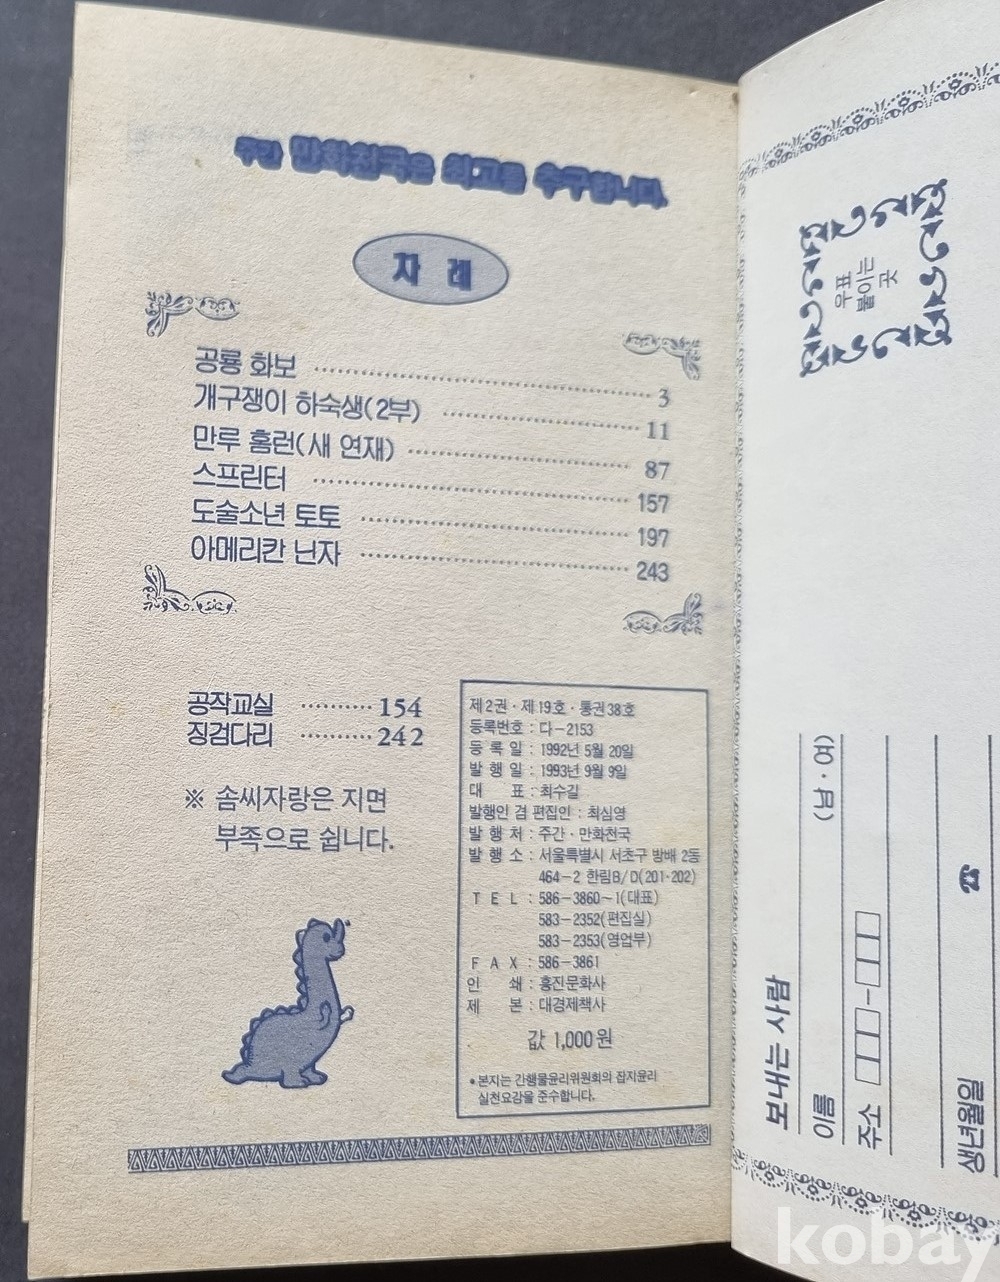 주간 만화천국은 최고를 추구합니다.
차 례
공룡 화보 3
개구쟁이 하숙생(2부) 11
만루 홈런(새 연재) 87
스프린터 157
도술소년 토토 197
아메리칸 닌자 243
공작교실 154
징검다리 242
※ 솜씨자랑은 지면
부족으로 쉽니다.
제2권·제19호·통권38호
등록번호 : 다-2153
등 록 일 : 1992년 5월 20일
발 행 일 : 1993년 9월 9일
대 표 : 최수길
발행인 겸 편집인 : 최심영
발 행 처 : 주간·만화천국
발 행 소 : 서울특별시 서초구 방배 2동
464-2 한림B/D(201·202)
T E L : 586-3860~1(대표)
583-2352(편집실)
583-2353(영업부)
F A X : 586-3861
인 쇄 : 홍진문화사
제 본 : 대경제책사
값 1,000원
•본지는 간행물윤리위원회의 잡지윤리
실천요강을 준수합니다.
우표
붙이는
곳
보내는 사람
이름 (남·여)
주소 -
☎
생년월일
kobay